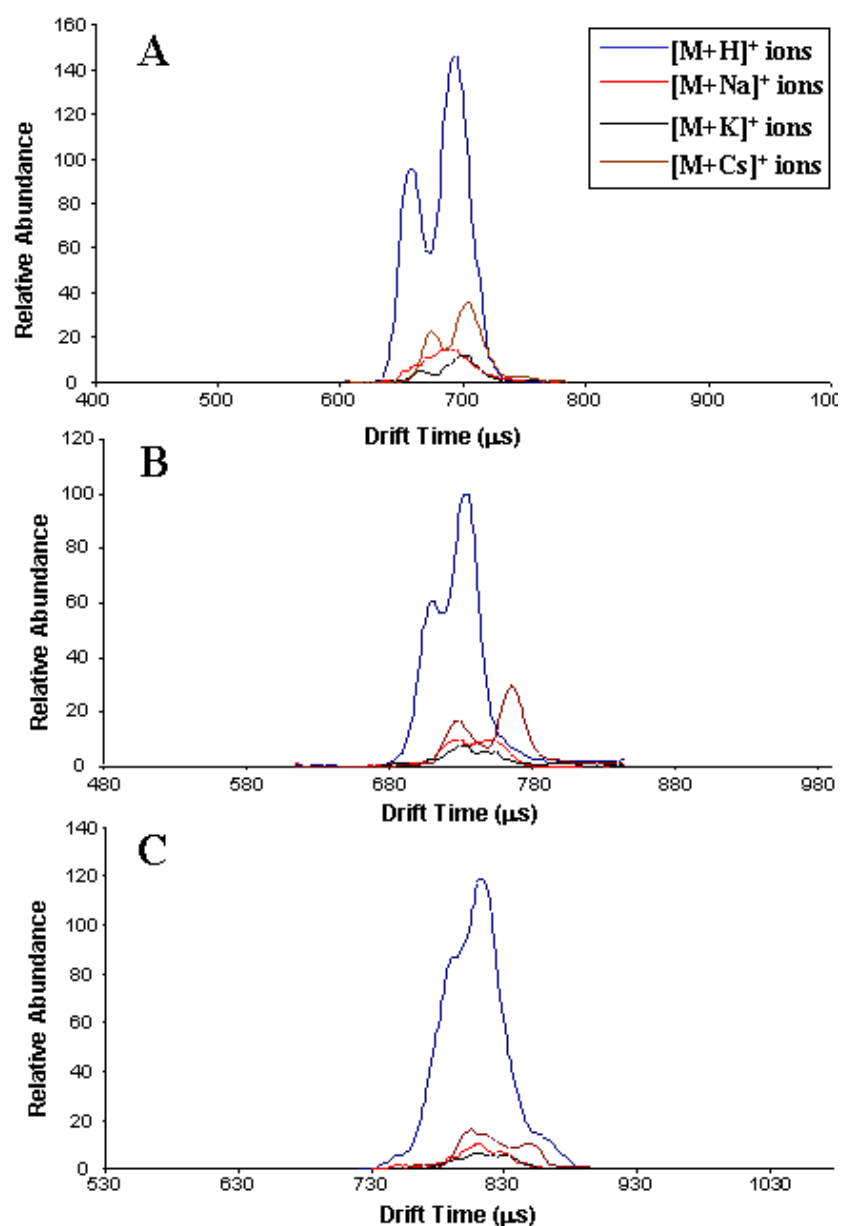 A
160
140
120
100
80
60
40
20
0
Relative Abundance
[M+H]⁺ ions
[M+Na]⁺ ions
[M+K]⁺ ions
[M+Cs]⁺ ions
400 500 600 700 800 900 100
Drift Time (μs)
B
120
100
80
60
40
20
0
Relative Abundance
480 580 680 780 880 980
Drift Time (μs)
C
140
120
100
80
60
40
20
0
Relative Abundance
530 630 730 830 930 1030
Drift Time (μs)